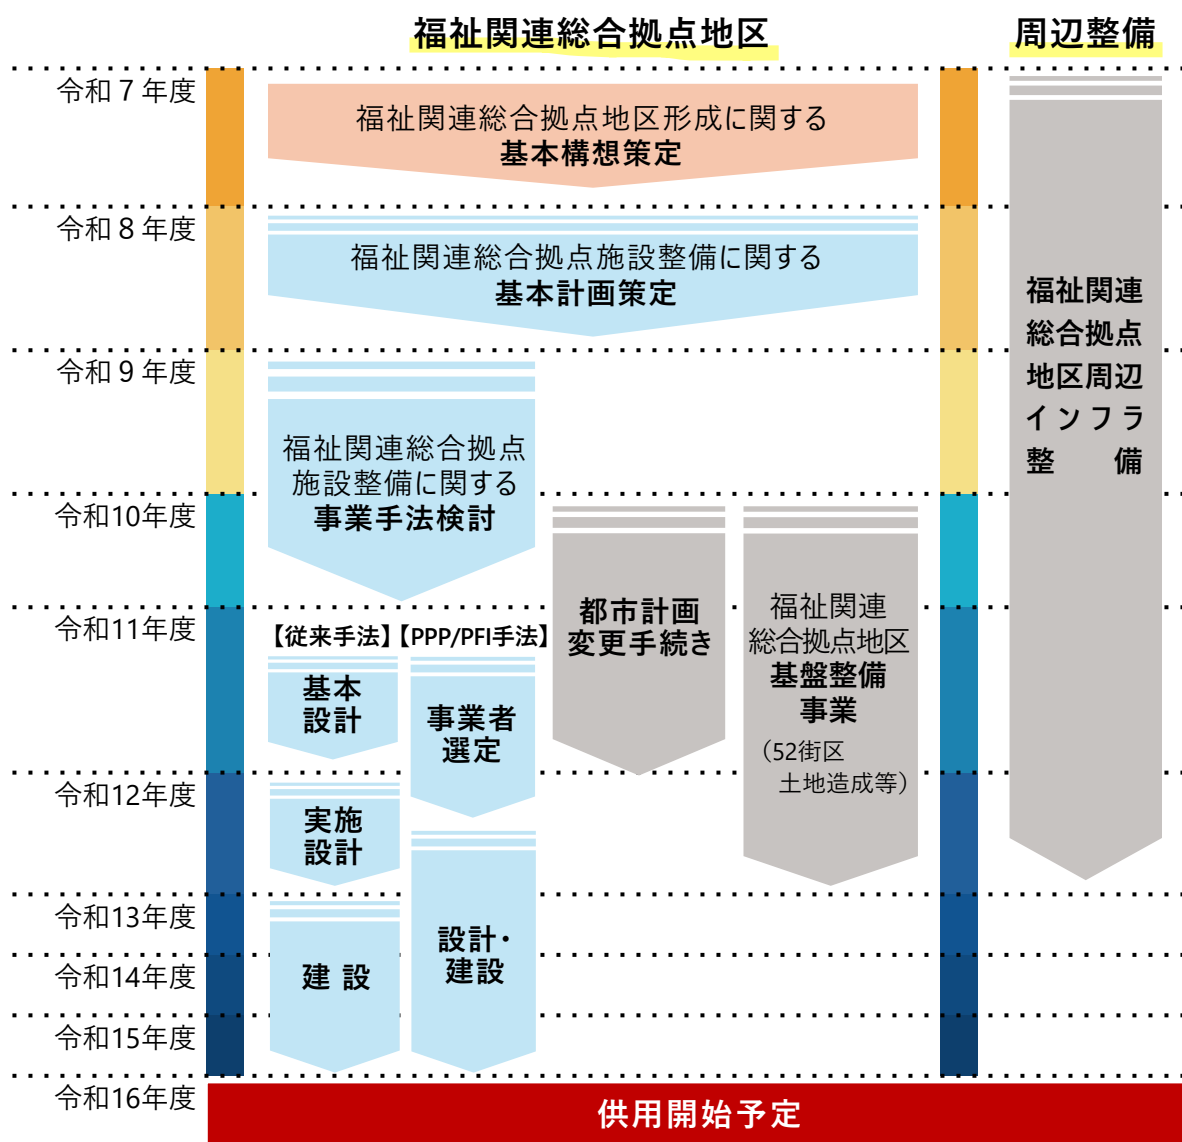 福祉関連総合拠点地区
周辺整備
令和７年度
福祉関連総合拠点地区形成に関する
基本構想策定
令和８年度
福祉関連総合拠点施設整備に関する
基本計画策定
令和９年度
福祉関連総合拠点
施設整備に関する
事業手法検討
令和10年度
都市計画
変更手続き
福祉関連
総合拠点地区
基盤整備
事業
（52街区
土地造成等）
福祉関連
総合拠点
地区周辺
インフラ
整備
令和11年度
【従来手法】
【PPP/PFI手法】
基本
設計
事業者
選定
令和12年度
実施
設計
令和13年度
設計・
建設
令和14年度
建設
令和15年度
令和16年度
供用開始予定